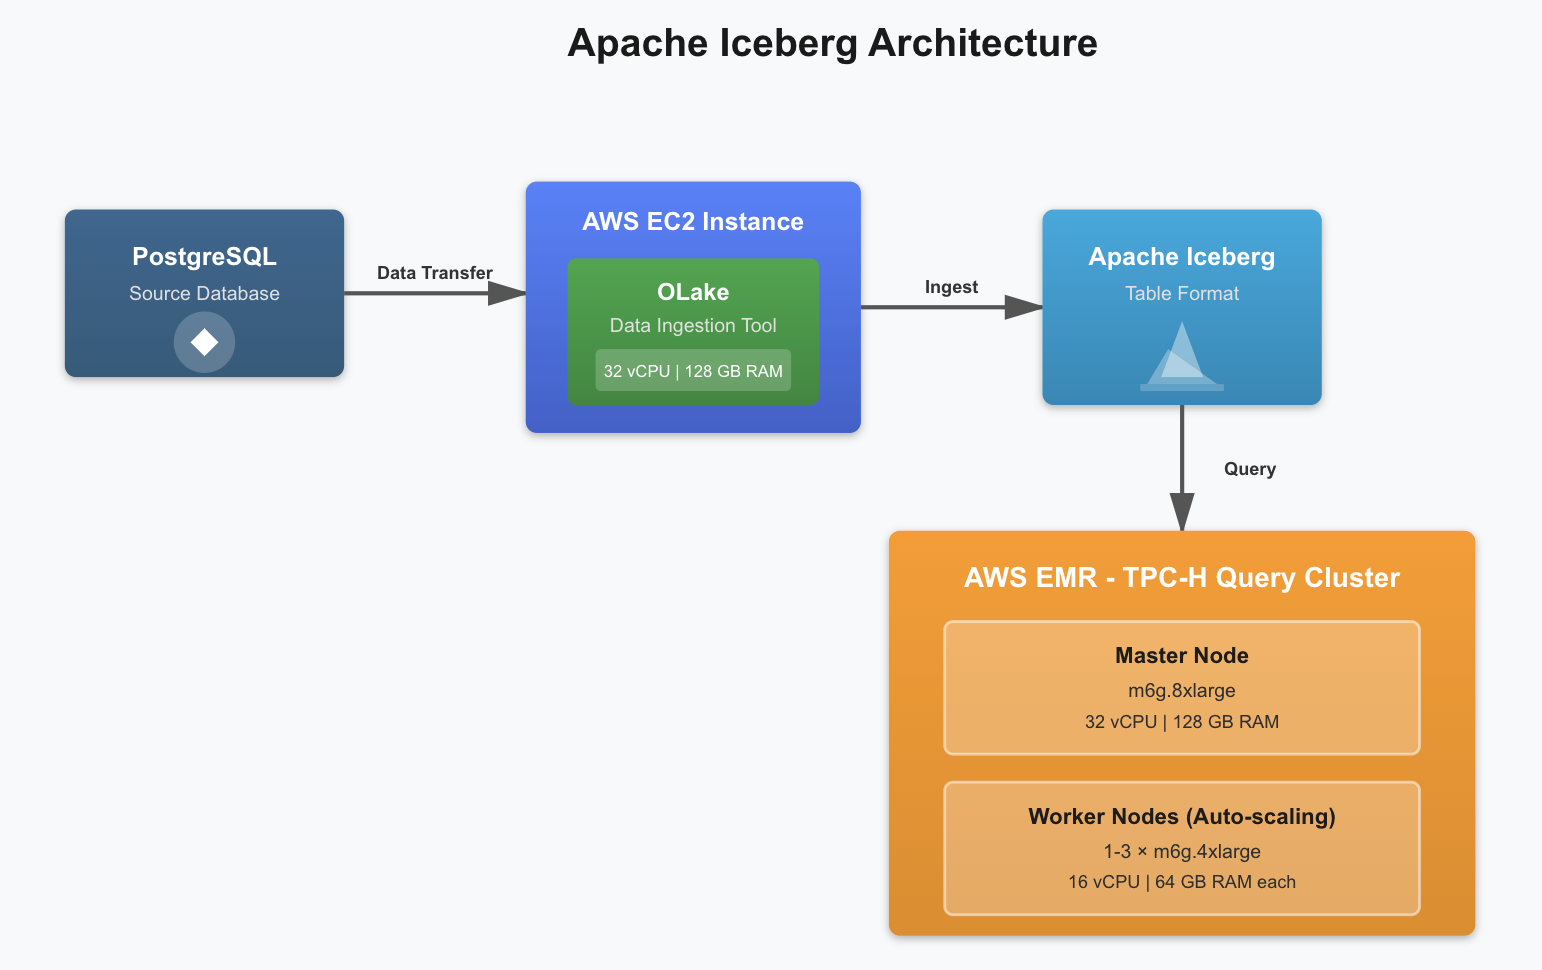 Apache Iceberg Architecture
PostgreSQL
Source Database
Data Transfer
AWS EC2 Instance
OLake
Data Ingestion Tool
32 vCPU | 128 GB RAM
Ingest
Apache Iceberg
Table Format
Query
AWS EMR - TPC-H Query Cluster
Master Node
m6g.8xlarge
32 vCPU | 128 GB RAM
Worker Nodes (Auto-scaling)
1-3 × m6g.4xlarge
16 vCPU | 64 GB RAM each